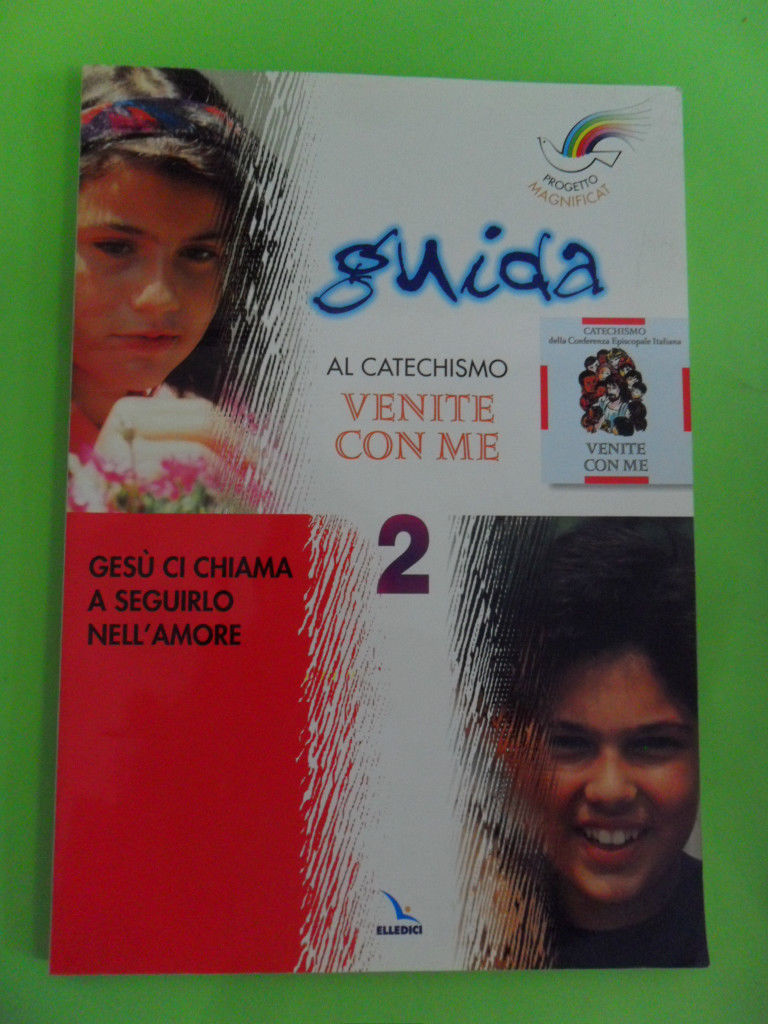 PROGETTO
MAGNIFICAT
guida
AL CATECHISMO
VENITE
CON ME
CATECHISMO
della Conferenza Episcopale Italiana
VENITE
CON ME
2
GESÙ CI CHIAMA
A SEGUIRLO
NELL'AMORE
ELLEDICI